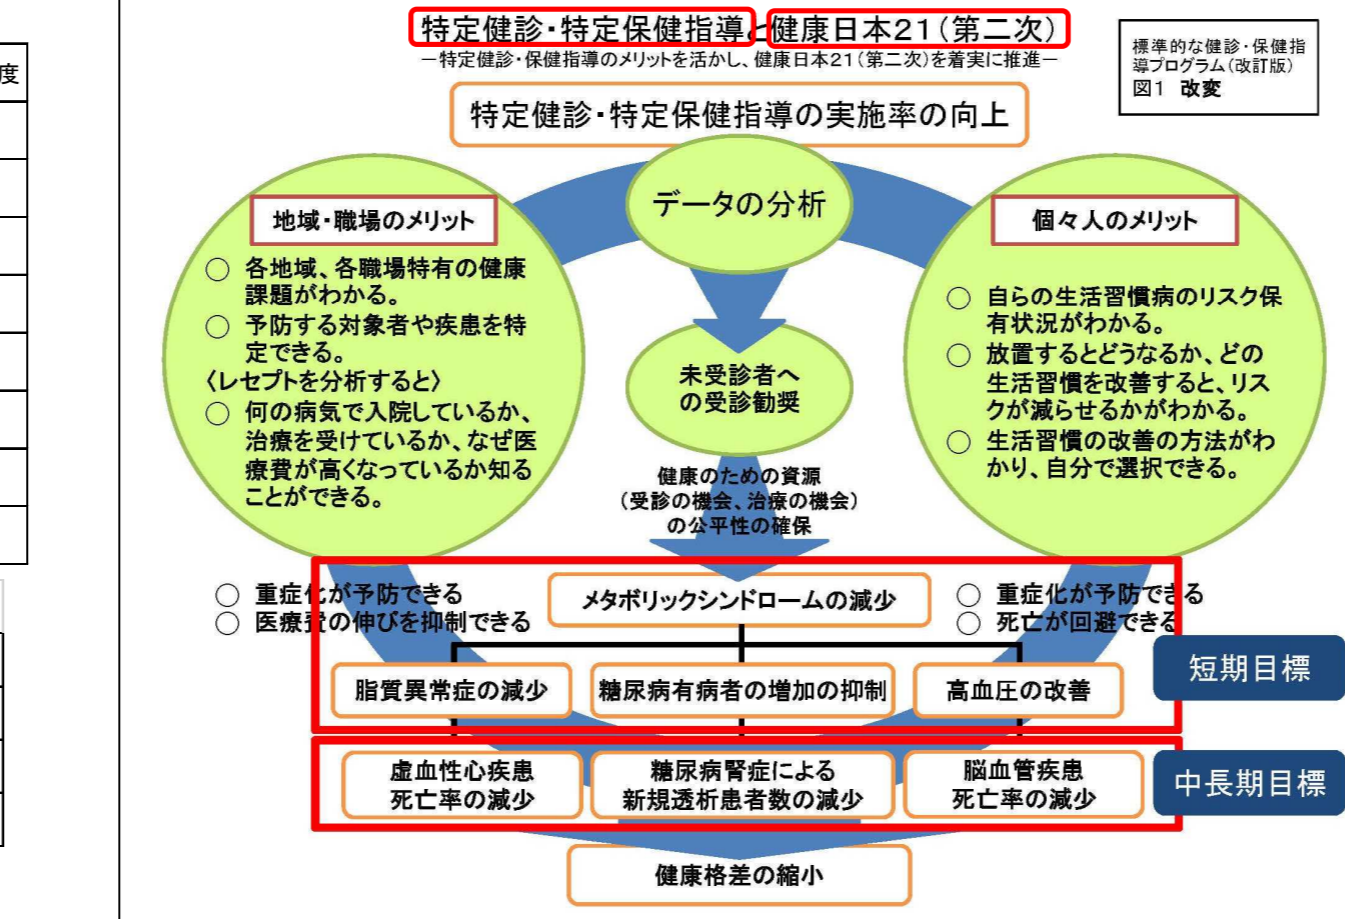 度
特定健診・特定保健指導と健康日本21(第二次)
－特定健診・保健指導のメリットを活かし、健康日本21(第二次)を着実に推進－
標準的な健診・保健指
導プログラム(改訂版)
図1 改変
特定健診・特定保健指導の実施率の向上
データの分析
地域・職場のメリット
○ 各地域、各職場特有の健康
課題がわかる。
○ 予防する対象者や疾患を特
定できる。
〈レセプトを分析すると〉
○ 何の病気で入院しているか、
治療を受けているか、なぜ医
療費が高くなっているか知る
ことができる。
個々人のメリット
○ 自らの生活習慣病のリスク保
有状況がわかる。
○ 放置するとどうなるか、どの
生活習慣を改善すると、リス
クが減らせるかがわかる。
○ 生活習慣の改善の方法がわ
かり、自分で選択できる。
未受診者へ
の受診勧奨
健康のための資源
(受診の機会、治療の機会)
の公平性の確保
○ 重症化が予防できる
○ 医療費の伸びを抑制できる
メタボリックシンドロームの減少
○ 重症化が予防できる
○ 死亡が回避できる
脂質異常症の減少
糖尿病有病者の増加の抑制
高血圧の改善
短期目標
虚血性心疾患
死亡率の減少
糖尿病腎症による
新規透析患者数の減少
脳血管疾患
死亡率の減少
中長期目標
健康格差の縮小